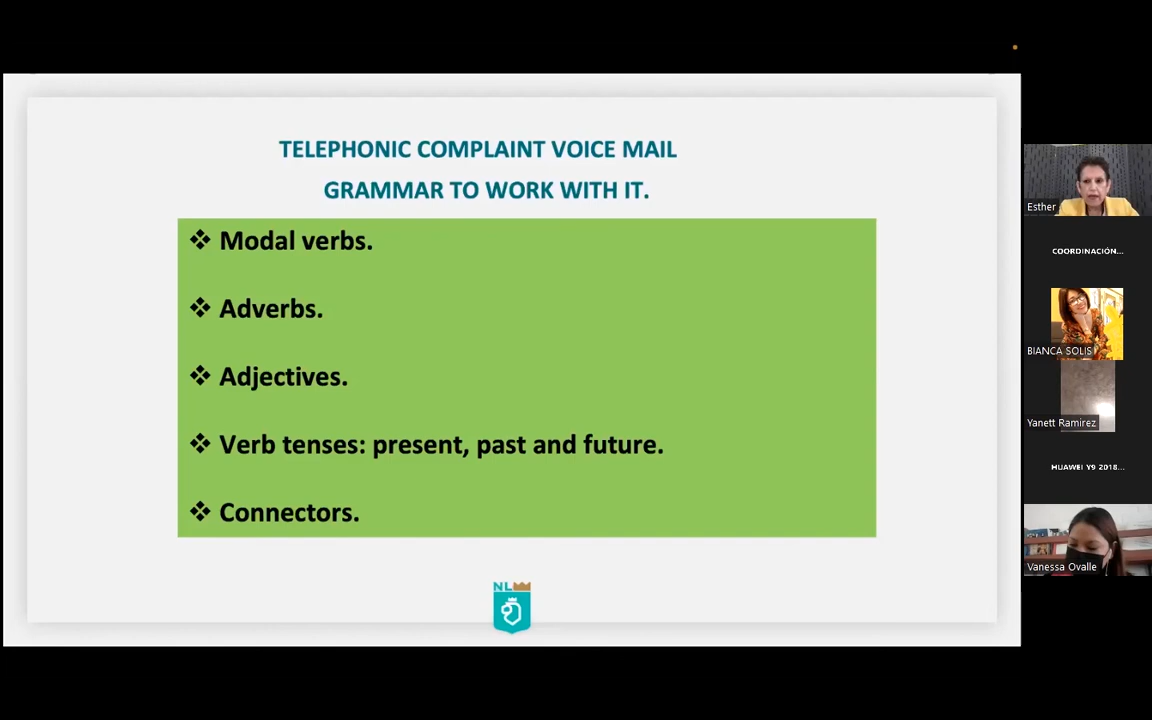 TELEPHONIC COMPLAINT VOICE MAIL
GRAMMAR TO WORK WITH IT.
❖ Modal verbs.
❖ Adverbs.
❖ Adjectives.
❖ Verb tenses: present, past and future.
❖ Connectors.
NL
Esther
COORDINACIÓN...
BIANCA SOLIS
Yanett Ramirez
HUAWEI Y9 2018...
Vanessa Ovalle